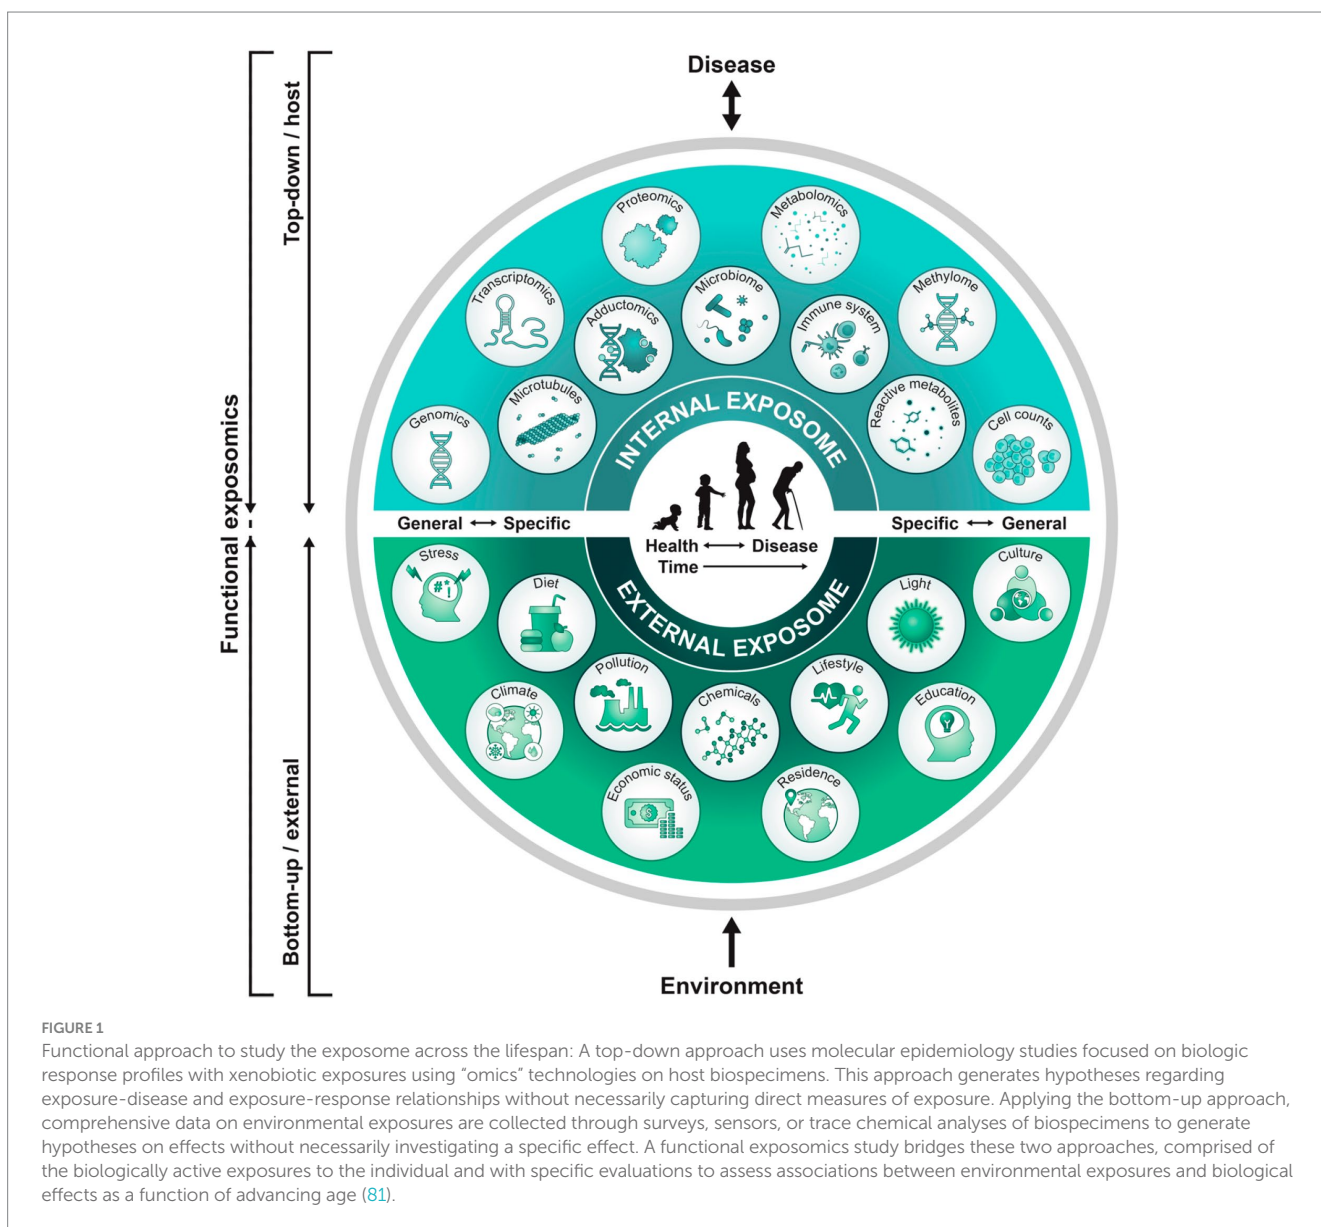 Disease
Top-down / host
Functional exposomics
Bottom-up / external
Proteomics
Metabolomics
Transcriptomics
Adductomics
Microbiome
Immune system
Methylome
Genomics
Microtubules
Reactive metabolites
Cell counts
INTERNAL EXPOSOME
General ↔ Specific
Specific ↔ General
Health ↔ Disease
Time →
EXTERNAL EXPOSOME
Stress
#*
!
Diet
Light
Culture
Climate
Pollution
Chemicals
Lifestyle
Education
Economic status
$
Residence
Environment
FIGURE 1
Functional approach to study the exposome across the lifespan: A top-down approach uses molecular epidemiology studies focused on biologic
response profiles with xenobiotic exposures using “omics” technologies on host biospecimens. This approach generates hypotheses regarding
exposure-disease and exposure-response relationships without necessarily capturing direct measures of exposure. Applying the bottom-up approach,
comprehensive data on environmental exposures are collected through surveys, sensors, or trace chemical analyses of biospecimens to generate
hypotheses on effects without necessarily investigating a specific effect. A functional exposomics study bridges these two approaches, comprised of
the biologically active exposures to the individual and with specific evaluations to assess associations between environmental exposures and biological
effects as a function of advancing age (81).